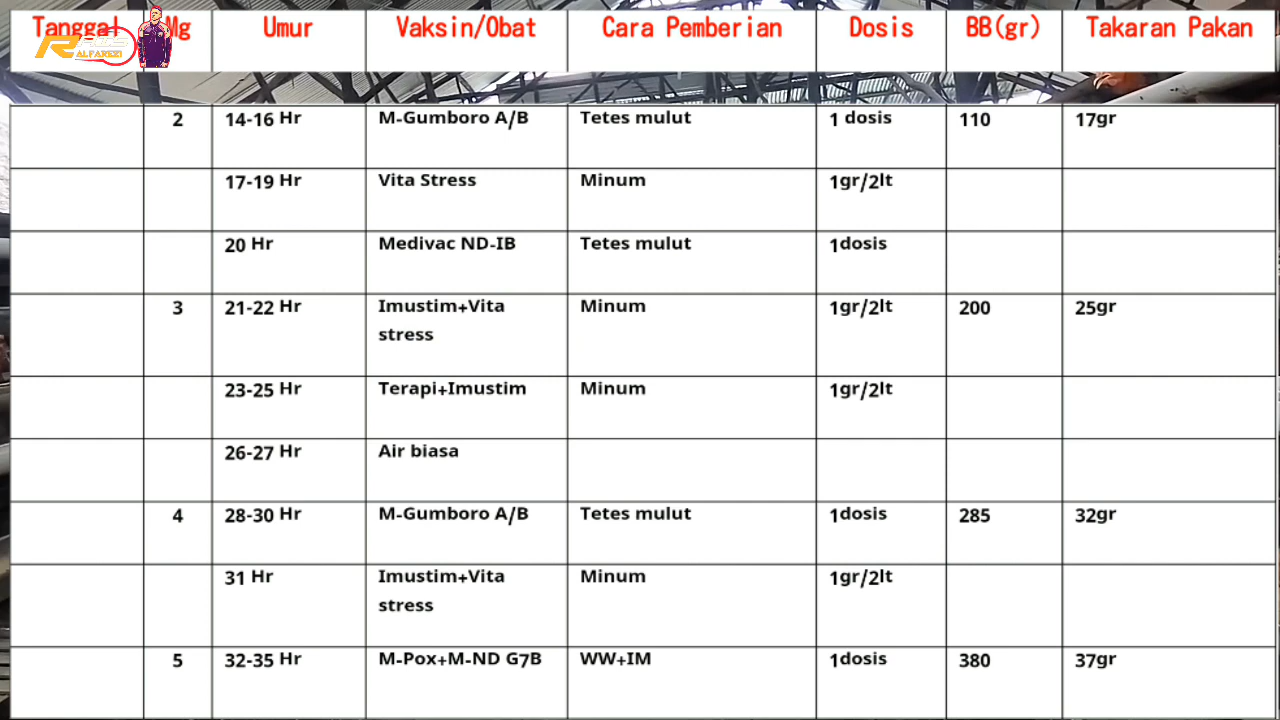 Tanggal Mg Umur Vaksin/Obat Cara Pemberian Dosis BB(gr) Takaran Pakan
ALFAREZI
2 14-16 Hr M-Gumboro A/B Tetes mulut 1 dosis 110 17gr
17-19 Hr Vita Stress Minum 1gr/2lt
20 Hr Medivac ND-IB Tetes mulut 1dosis
3 21-22 Hr Imustim+Vita Minum 1gr/2lt 200 25gr
stress
23-25 Hr Terapi+Imustim Minum 1gr/2lt
26-27 Hr Air biasa
4 28-30 Hr M-Gumboro A/B Tetes mulut 1dosis 285 32gr
31 Hr Imustim+Vita Minum 1gr/2lt
stress
5 32-35 Hr M-Pox+M-ND G7B WW+IM 1dosis 380 37gr